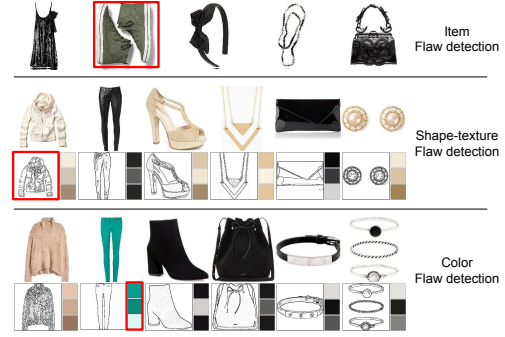 Item
Flaw detection
Shape-texture
Flaw detection
Color
Flaw detection